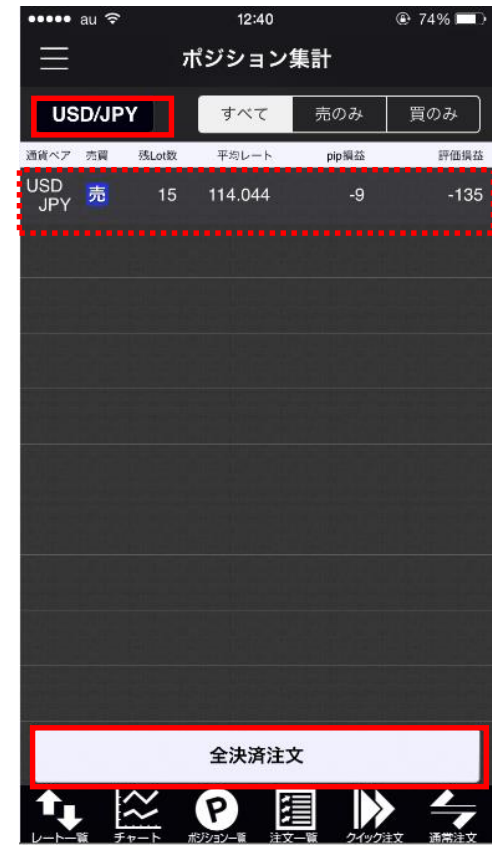 au 12:40 74%
ポジション集計
USD/JPY すべて 売のみ 買のみ
通貨ペア 売買 残Lot数 平均レート pip損益 評価損益
USD
JPY 売 15 114.044 -9 -135
全決済注文
レート一覧 チャート ポジション一覧 注文一覧 クイック注文 通常注文